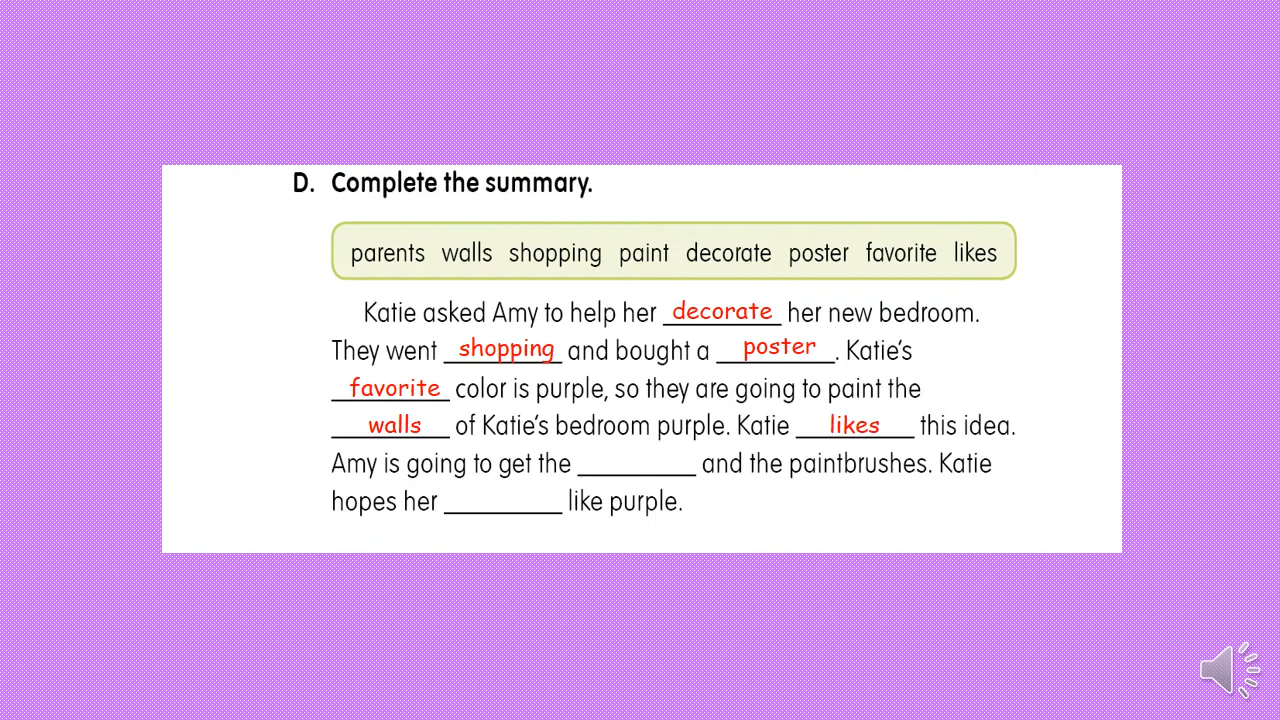 D. Complete the summary.
parents walls shopping paint decorate poster favorite likes
Katie asked Amy to help her decorate her new bedroom.
They went shopping and bought a poster. Katie's
favorite color is purple, so they are going to paint the
walls of Katie's bedroom purple. Katie likes this idea.
Amy is going to get the __________ and the paintbrushes. Katie
hopes her __________ like purple.